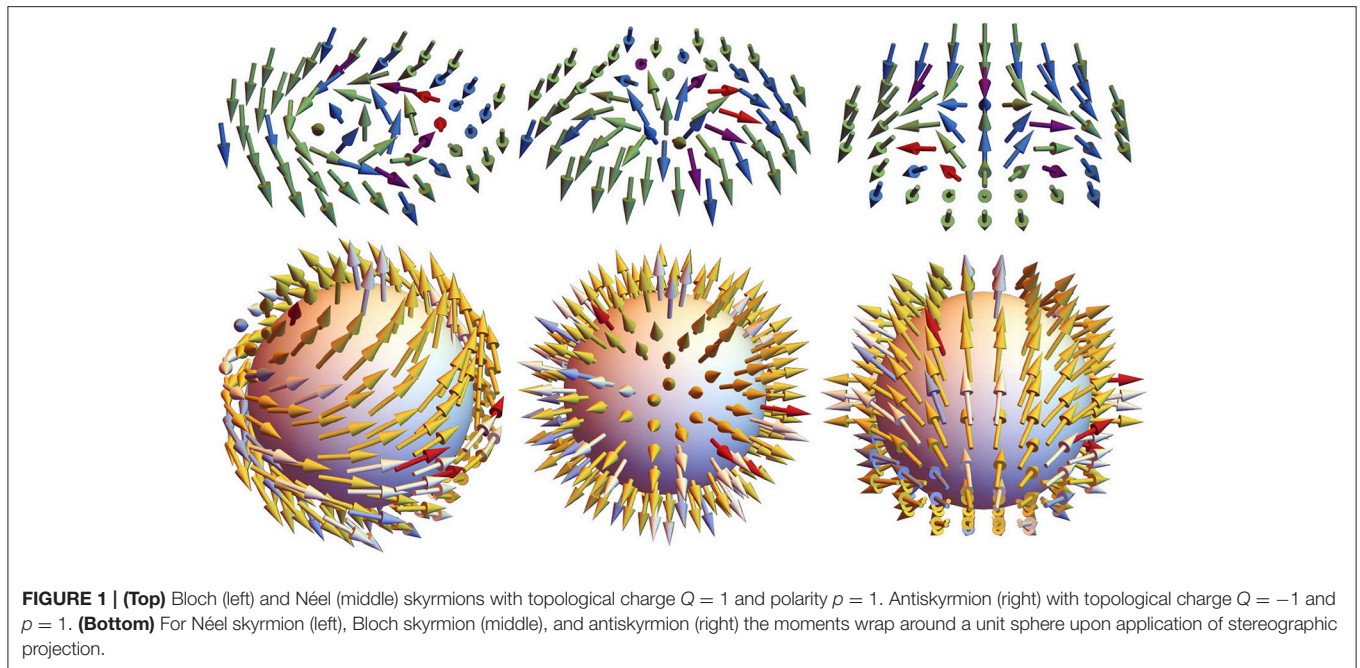 FIGURE 1 | (Top) Bloch (left) and Néel (middle) skyrmions with topological charge Q = 1 and polarity p = 1. Antiskyrmion (right) with topological charge Q = −1 and
p = 1. (Bottom) For Néel skyrmion (left), Bloch skyrmion (middle), and antiskyrmion (right) the moments wrap around a unit sphere upon application of stereographic
projection.